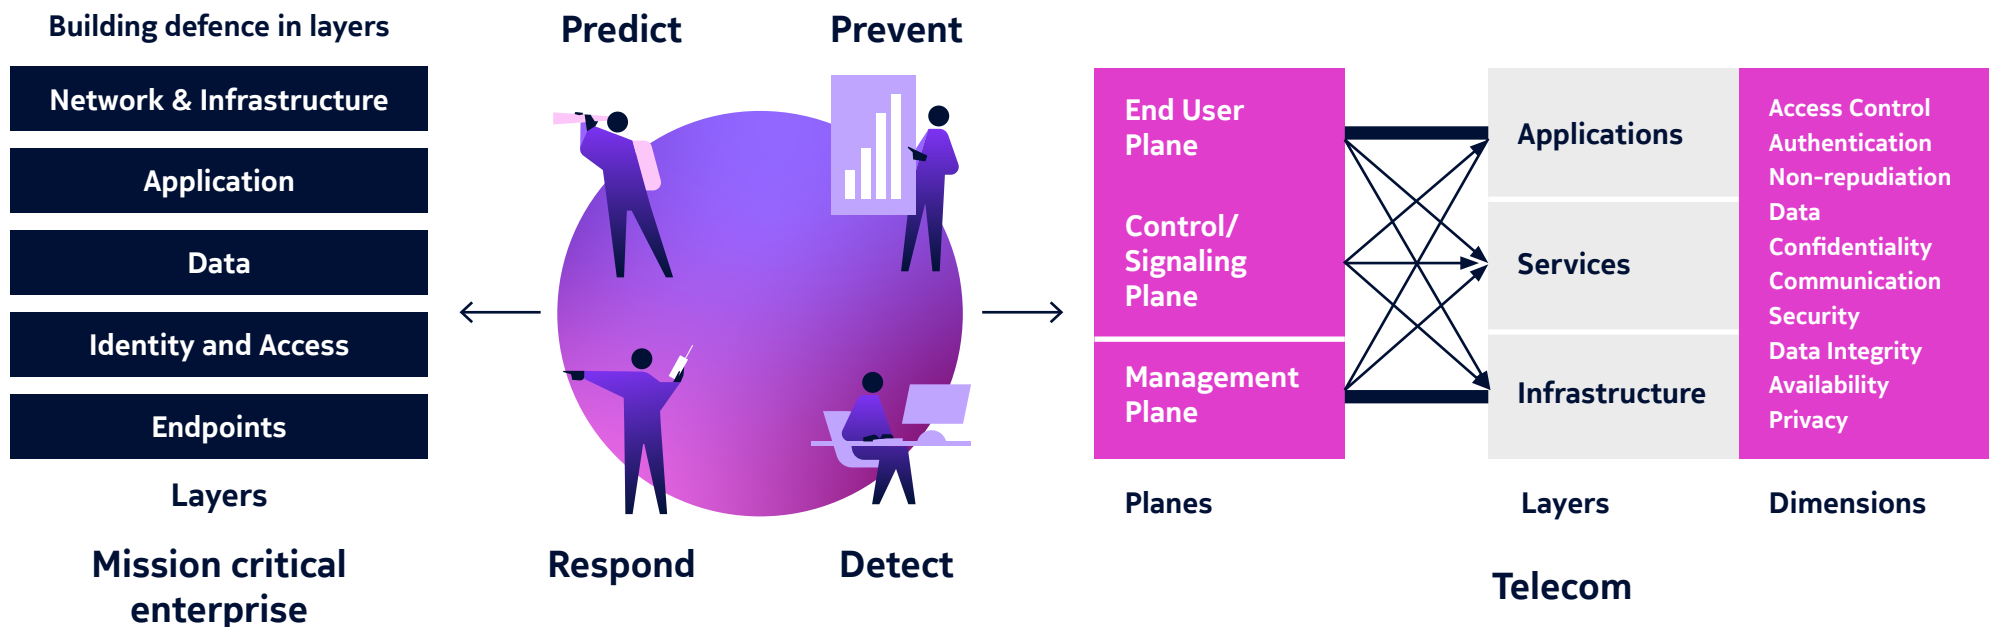 Building defence in layers
Network & Infrastructure
Application
Data
Identity and Access
Endpoints
Layers
Mission critical
enterprise
Predict
Prevent
Respond
Detect
End User
Plane
Control/
Signaling
Plane
Management
Plane
Planes
Applications
Services
Infrastructure
Layers
Access Control
Authentication
Non-repudiation
Data
Confidentiality
Communication
Security
Data Integrity
Availability
Privacy
Dimensions
Telecom